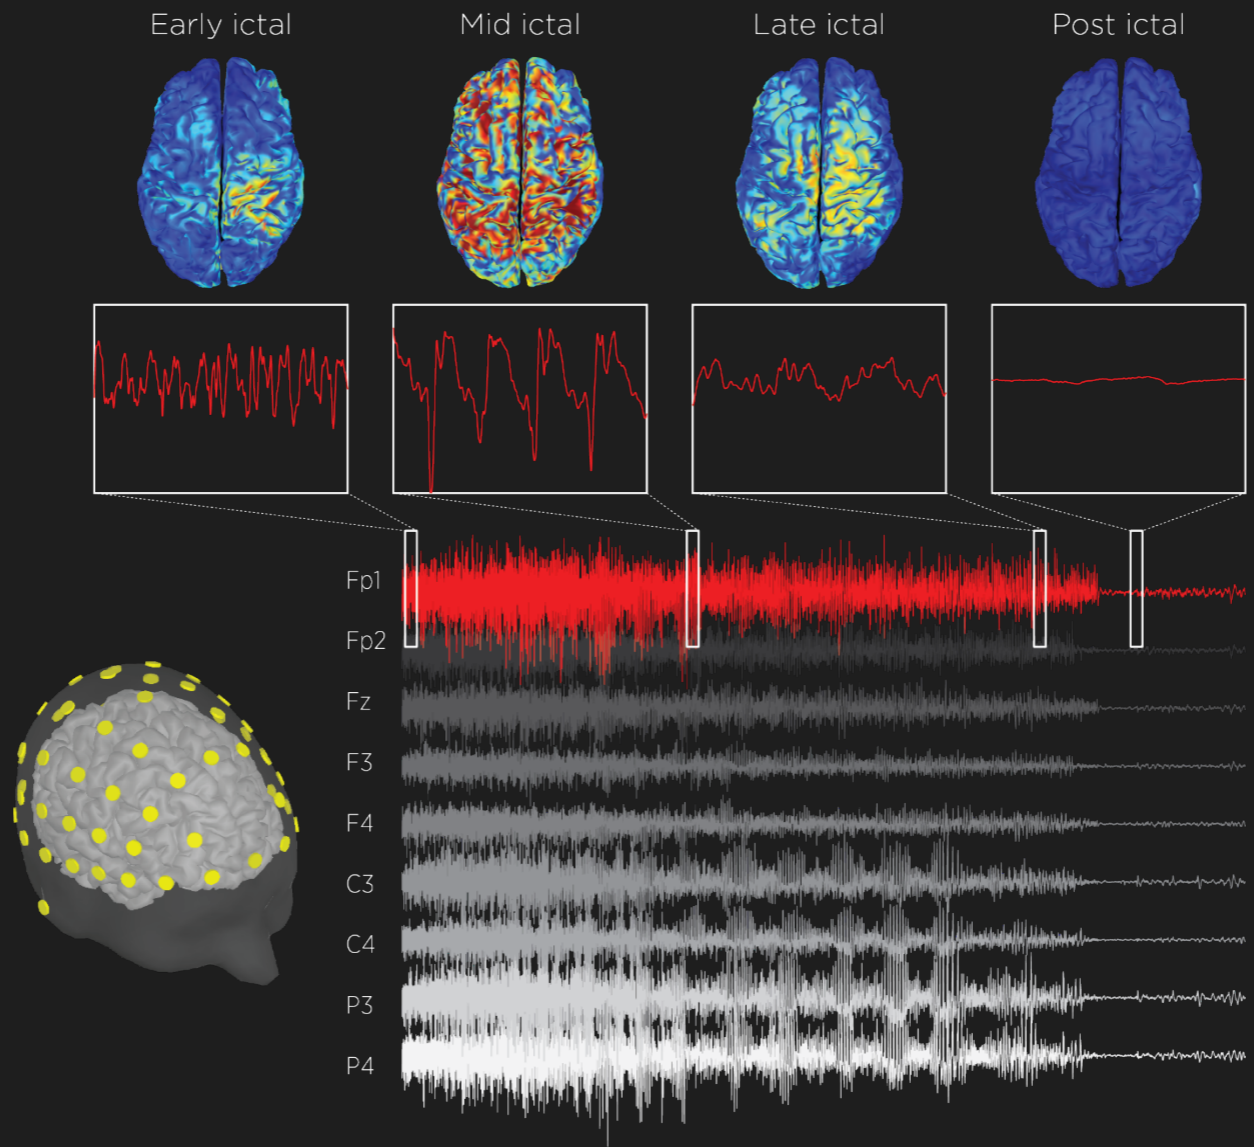 Early ictal
Mid ictal
Late ictal
Post ictal
Fp1
Fp2
Fz
F3
F4
C3
C4
P3
P4